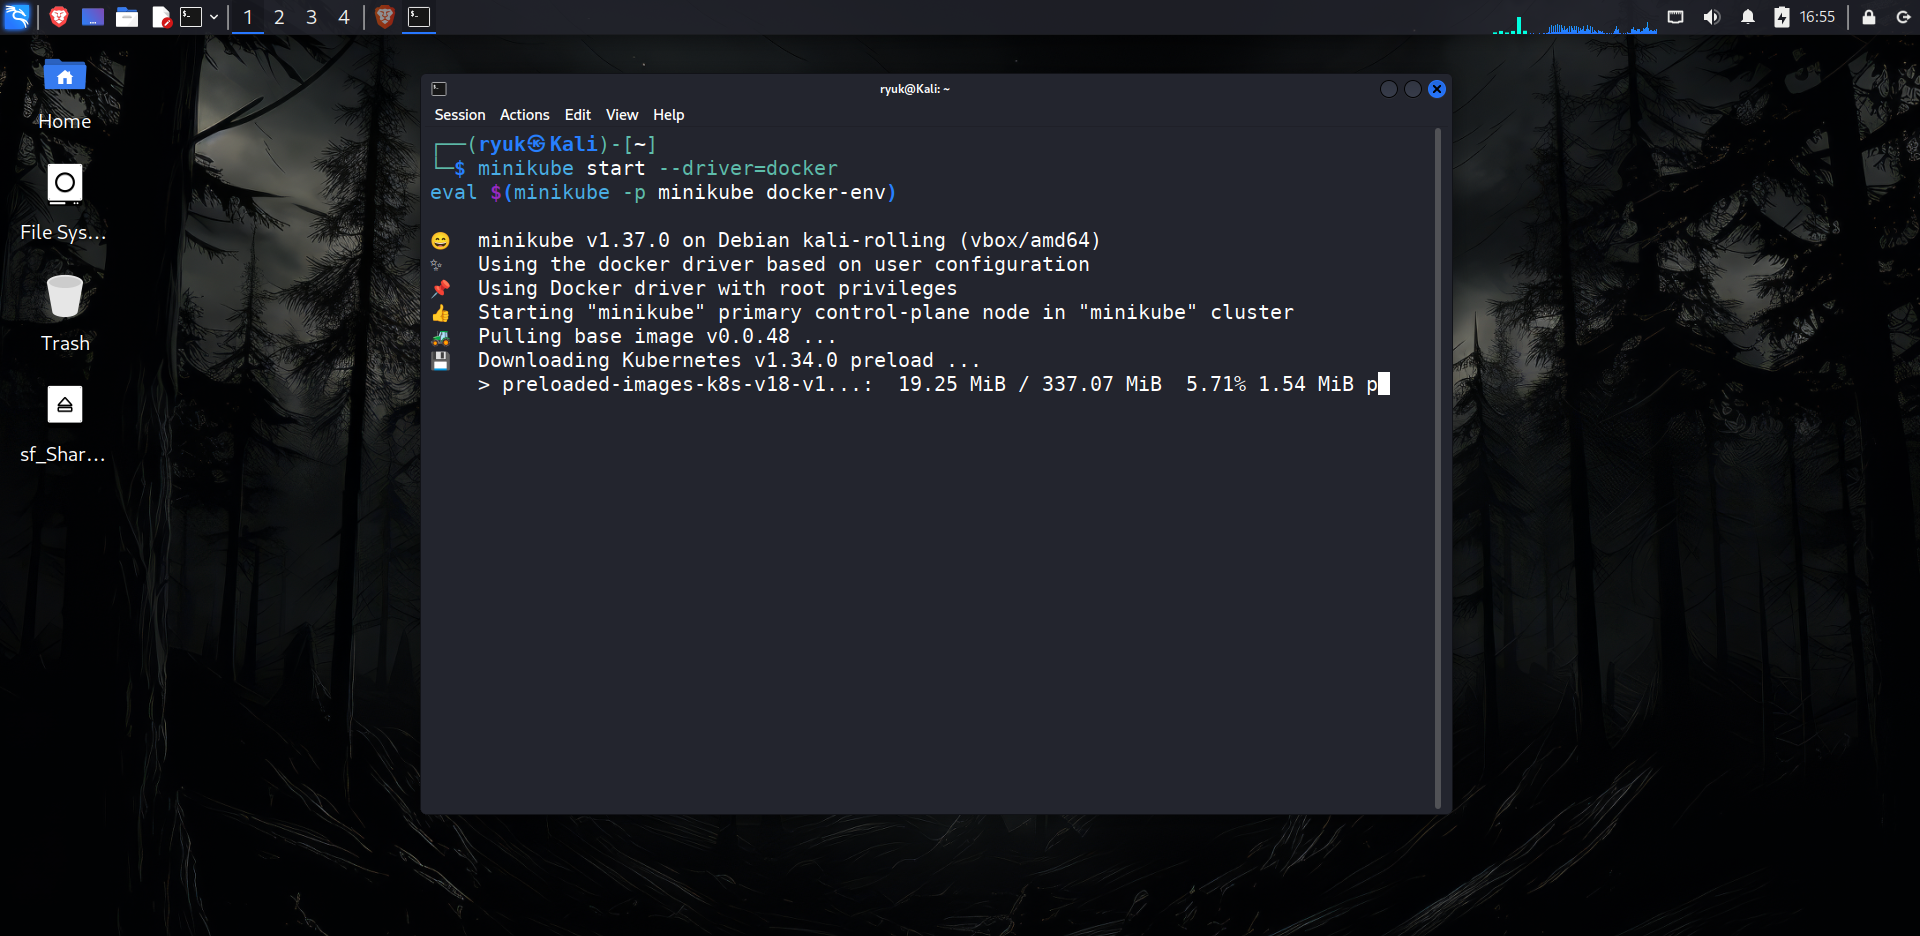 1 2 3 4
16:55
Home
File Sys...
Trash
sf_Shar...
ryuk@Kali: ~
Session Actions Edit View Help
┌──(ryuk㉿Kali)-[~]
└─$ minikube start --driver=docker
eval $(minikube -p minikube docker-env)
😄 minikube v1.37.0 on Debian kali-rolling (vbox/amd64)
✨ Using the docker driver based on user configuration
📌 Using Docker driver with root privileges
👍 Starting "minikube" primary control-plane node in "minikube" cluster
🚜 Pulling base image v0.0.48 ...
💾 Downloading Kubernetes v1.34.0 preload ...
> preloaded-images-k8s-v18-v1...: 19.25 MiB / 337.07 MiB 5.71% 1.54 MiB p